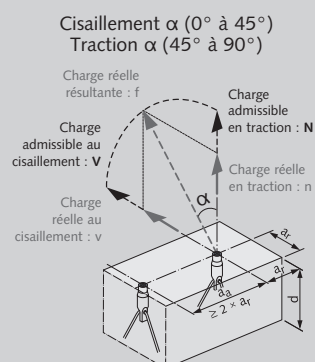 Cisaillement α (0° à 45°)
Traction α (45° à 90°)
Charge réelle
résultante : f
Charge
admissible
en traction : N
Charge
admissible au
cisaillement : V
Charge réelle
en traction : n
Charge
réelle au
cisaillement : v
α
ar
ar
aa
≥ 2 × ar
d